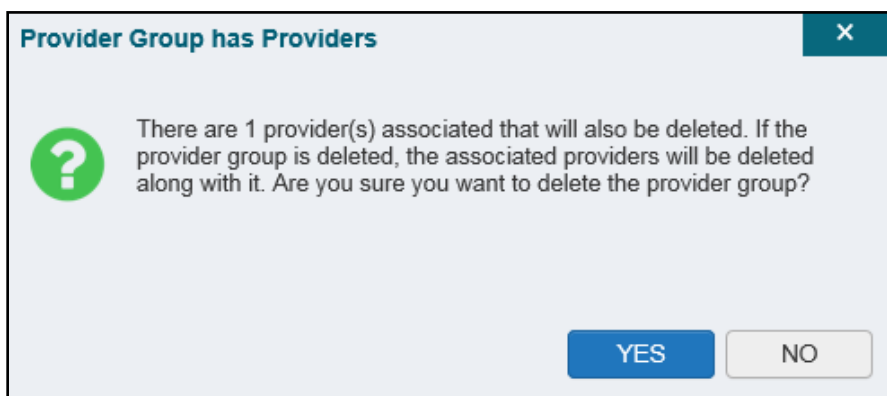 Provider Group has Providers
×
There are 1 provider(s) associated that will also be deleted. If the
provider group is deleted, the associated providers will be deleted
along with it. Are you sure you want to delete the provider group?
?
YES NO